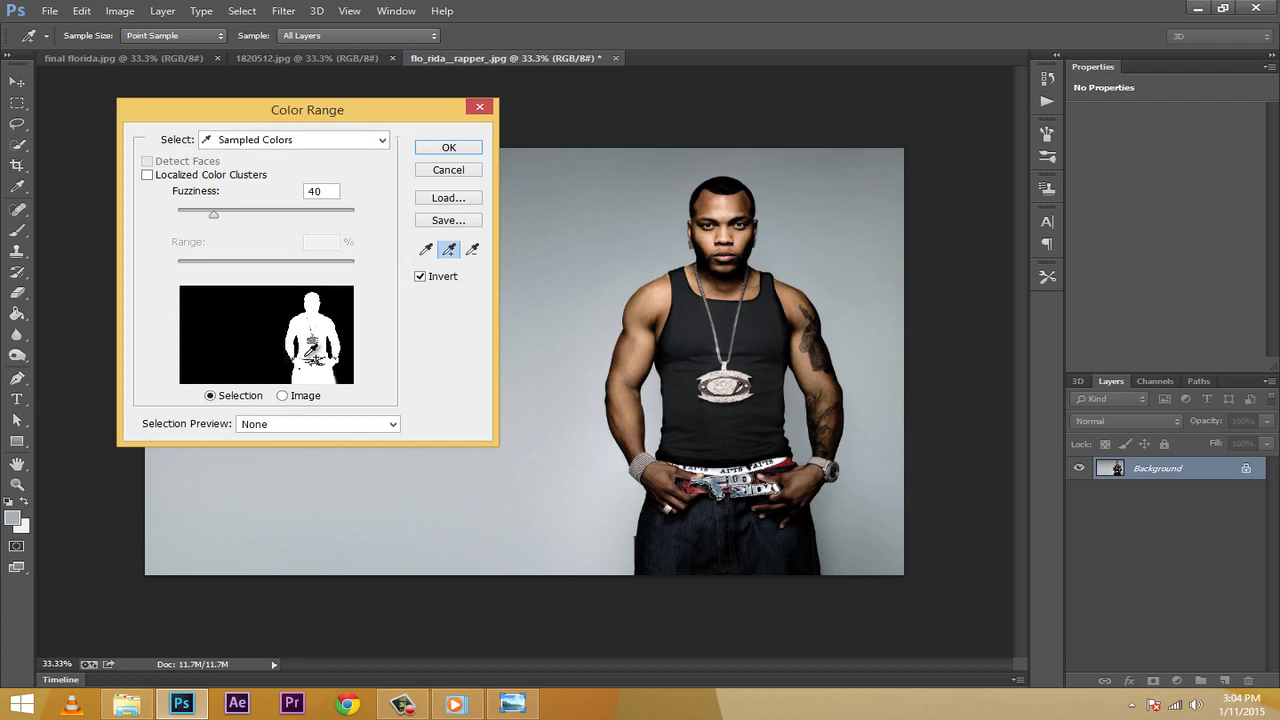 Ps File Edit Image Layer Type Select Filter 3D View Window Help
Sample Size: Point Sample Sample: All Layers 3D
final florida.jpg @ 33.3% (RGB/8#) × 1820512.jpg @ 33.3% (RGB/8#) × flo_rida__rapper_.jpg @ 33.3% (RGB/8#) * ×
Properties
No Properties
Color Range
Select: Sampled Colors
Detect Faces
Localized Color Clusters
Fuzziness: 40
Range: %
OK
Cancel
Load...
Save...
Invert
Selection Image
Selection Preview: None
3D Layers Channels Paths
Kind
Normal Opacity: 100%
Lock: Fill: 100%
Background
33.33% Doc: 11.7M/11.7M
Timeline
Ps Ae Pr
3:04 PM
1/11/2015